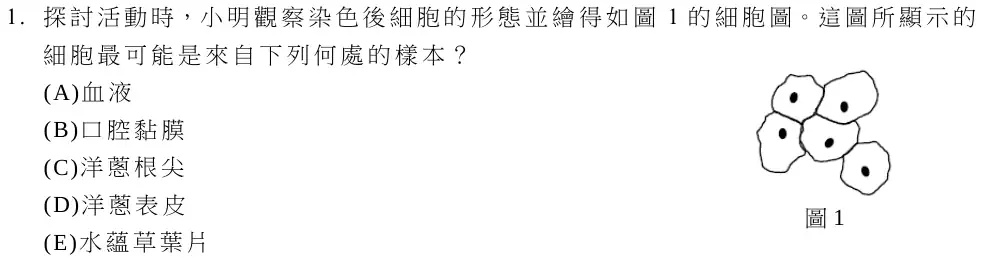 1. 探討活動時，小明觀察染色後細胞的形態並繪得如圖 1 的細胞圖。這圖所顯示的
細胞最可能是來自下列何處的樣本？
(A)血液
(B)口腔黏膜
(C)洋蔥根尖
(D)洋蔥表皮
(E)水蘊草葉片
圖 1